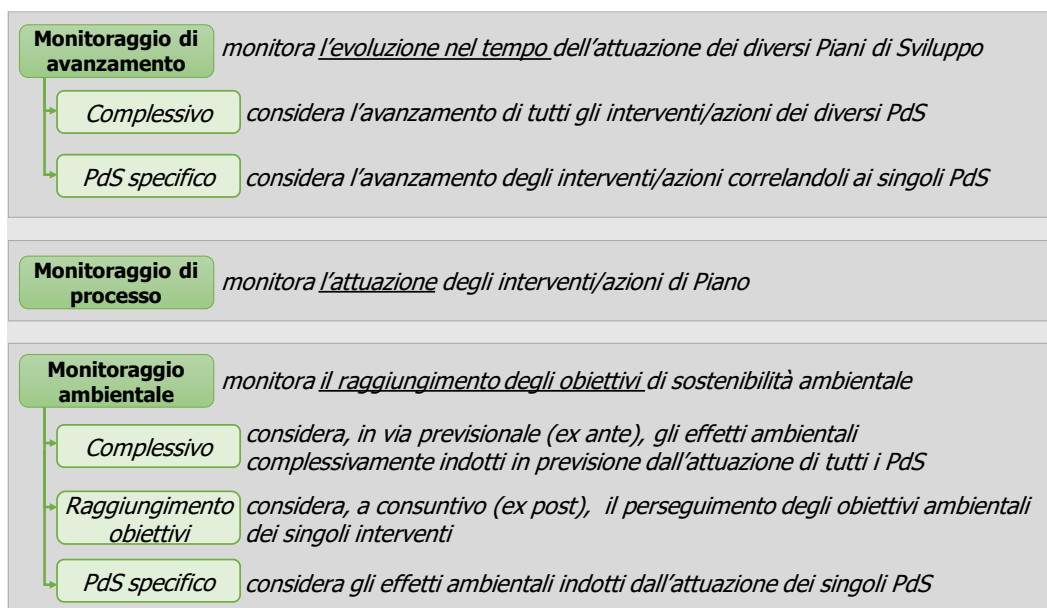 Monitoraggio di
avanzamento
monitora l'evoluzione nel tempo dell'attuazione dei diversi Piani di Sviluppo
Complessivo
considera l'avanzamento di tutti gli interventi/azioni dei diversi PdS
PdS specifico
considera l'avanzamento degli interventi/azioni correlandoli ai singoli PdS
Monitoraggio di
processo
monitora l'attuazione degli interventi/azioni di Piano
Monitoraggio
ambientale
monitora il raggiungimento degli obiettivi di sostenibilità ambientale
Complessivo
considera, in via previsionale (ex ante), gli effetti ambientali
complessivamente indotti in previsione dall'attuazione di tutti i PdS
Raggiungimento
obiettivi
considera, a consuntivo (ex post), il perseguimento degli obiettivi ambientali
dei singoli interventi
PdS specifico
considera gli effetti ambientali indotti dall'attuazione dei singoli PdS